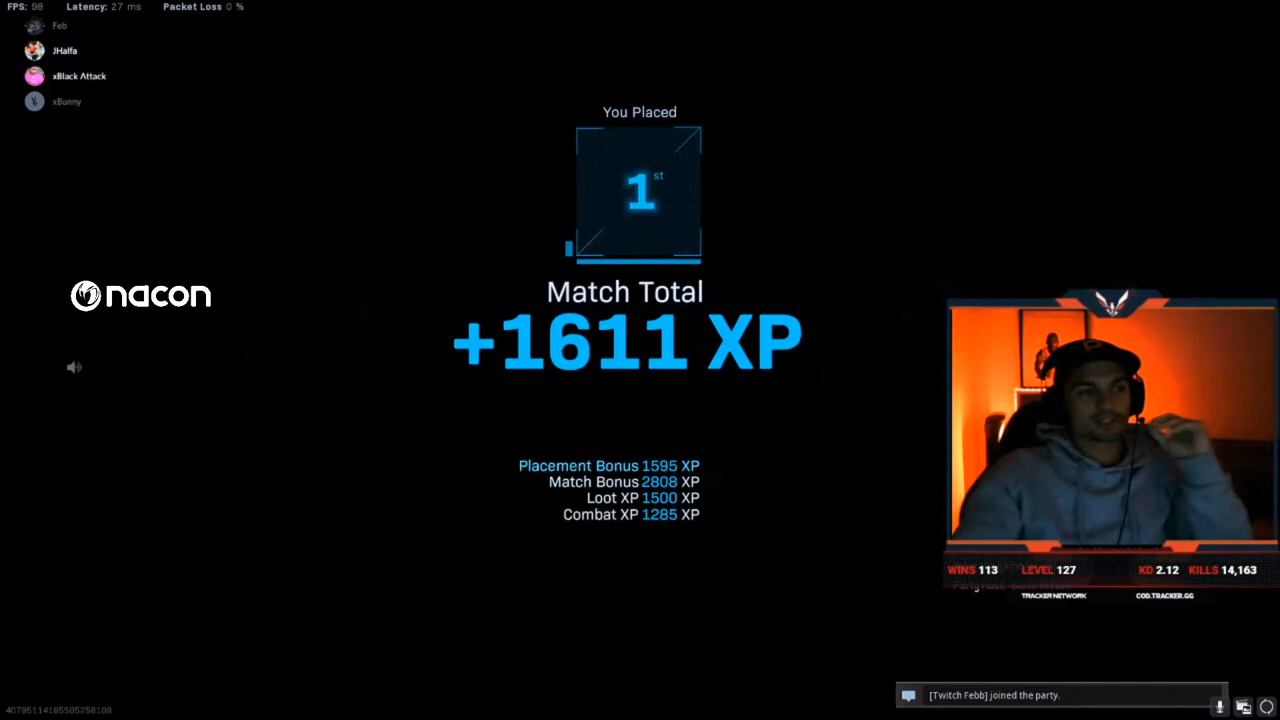 FPS: 98 Latency: 27 ms Packet Loss 0 %
Feb
JHalfa
xBlack Attack
xBunny
You Placed
1st
Match Total
+1611 XP
nacon
Placement Bonus 1595 XP
Match Bonus 2808 XP
Loot XP 1500 XP
Combat XP 1285 XP
WINS 113 LEVEL 127 KD 2.12 KILLS 14,163
TRACKER NETWORK COD.TRACKER.GG
[Twitch Febb] joined the party.